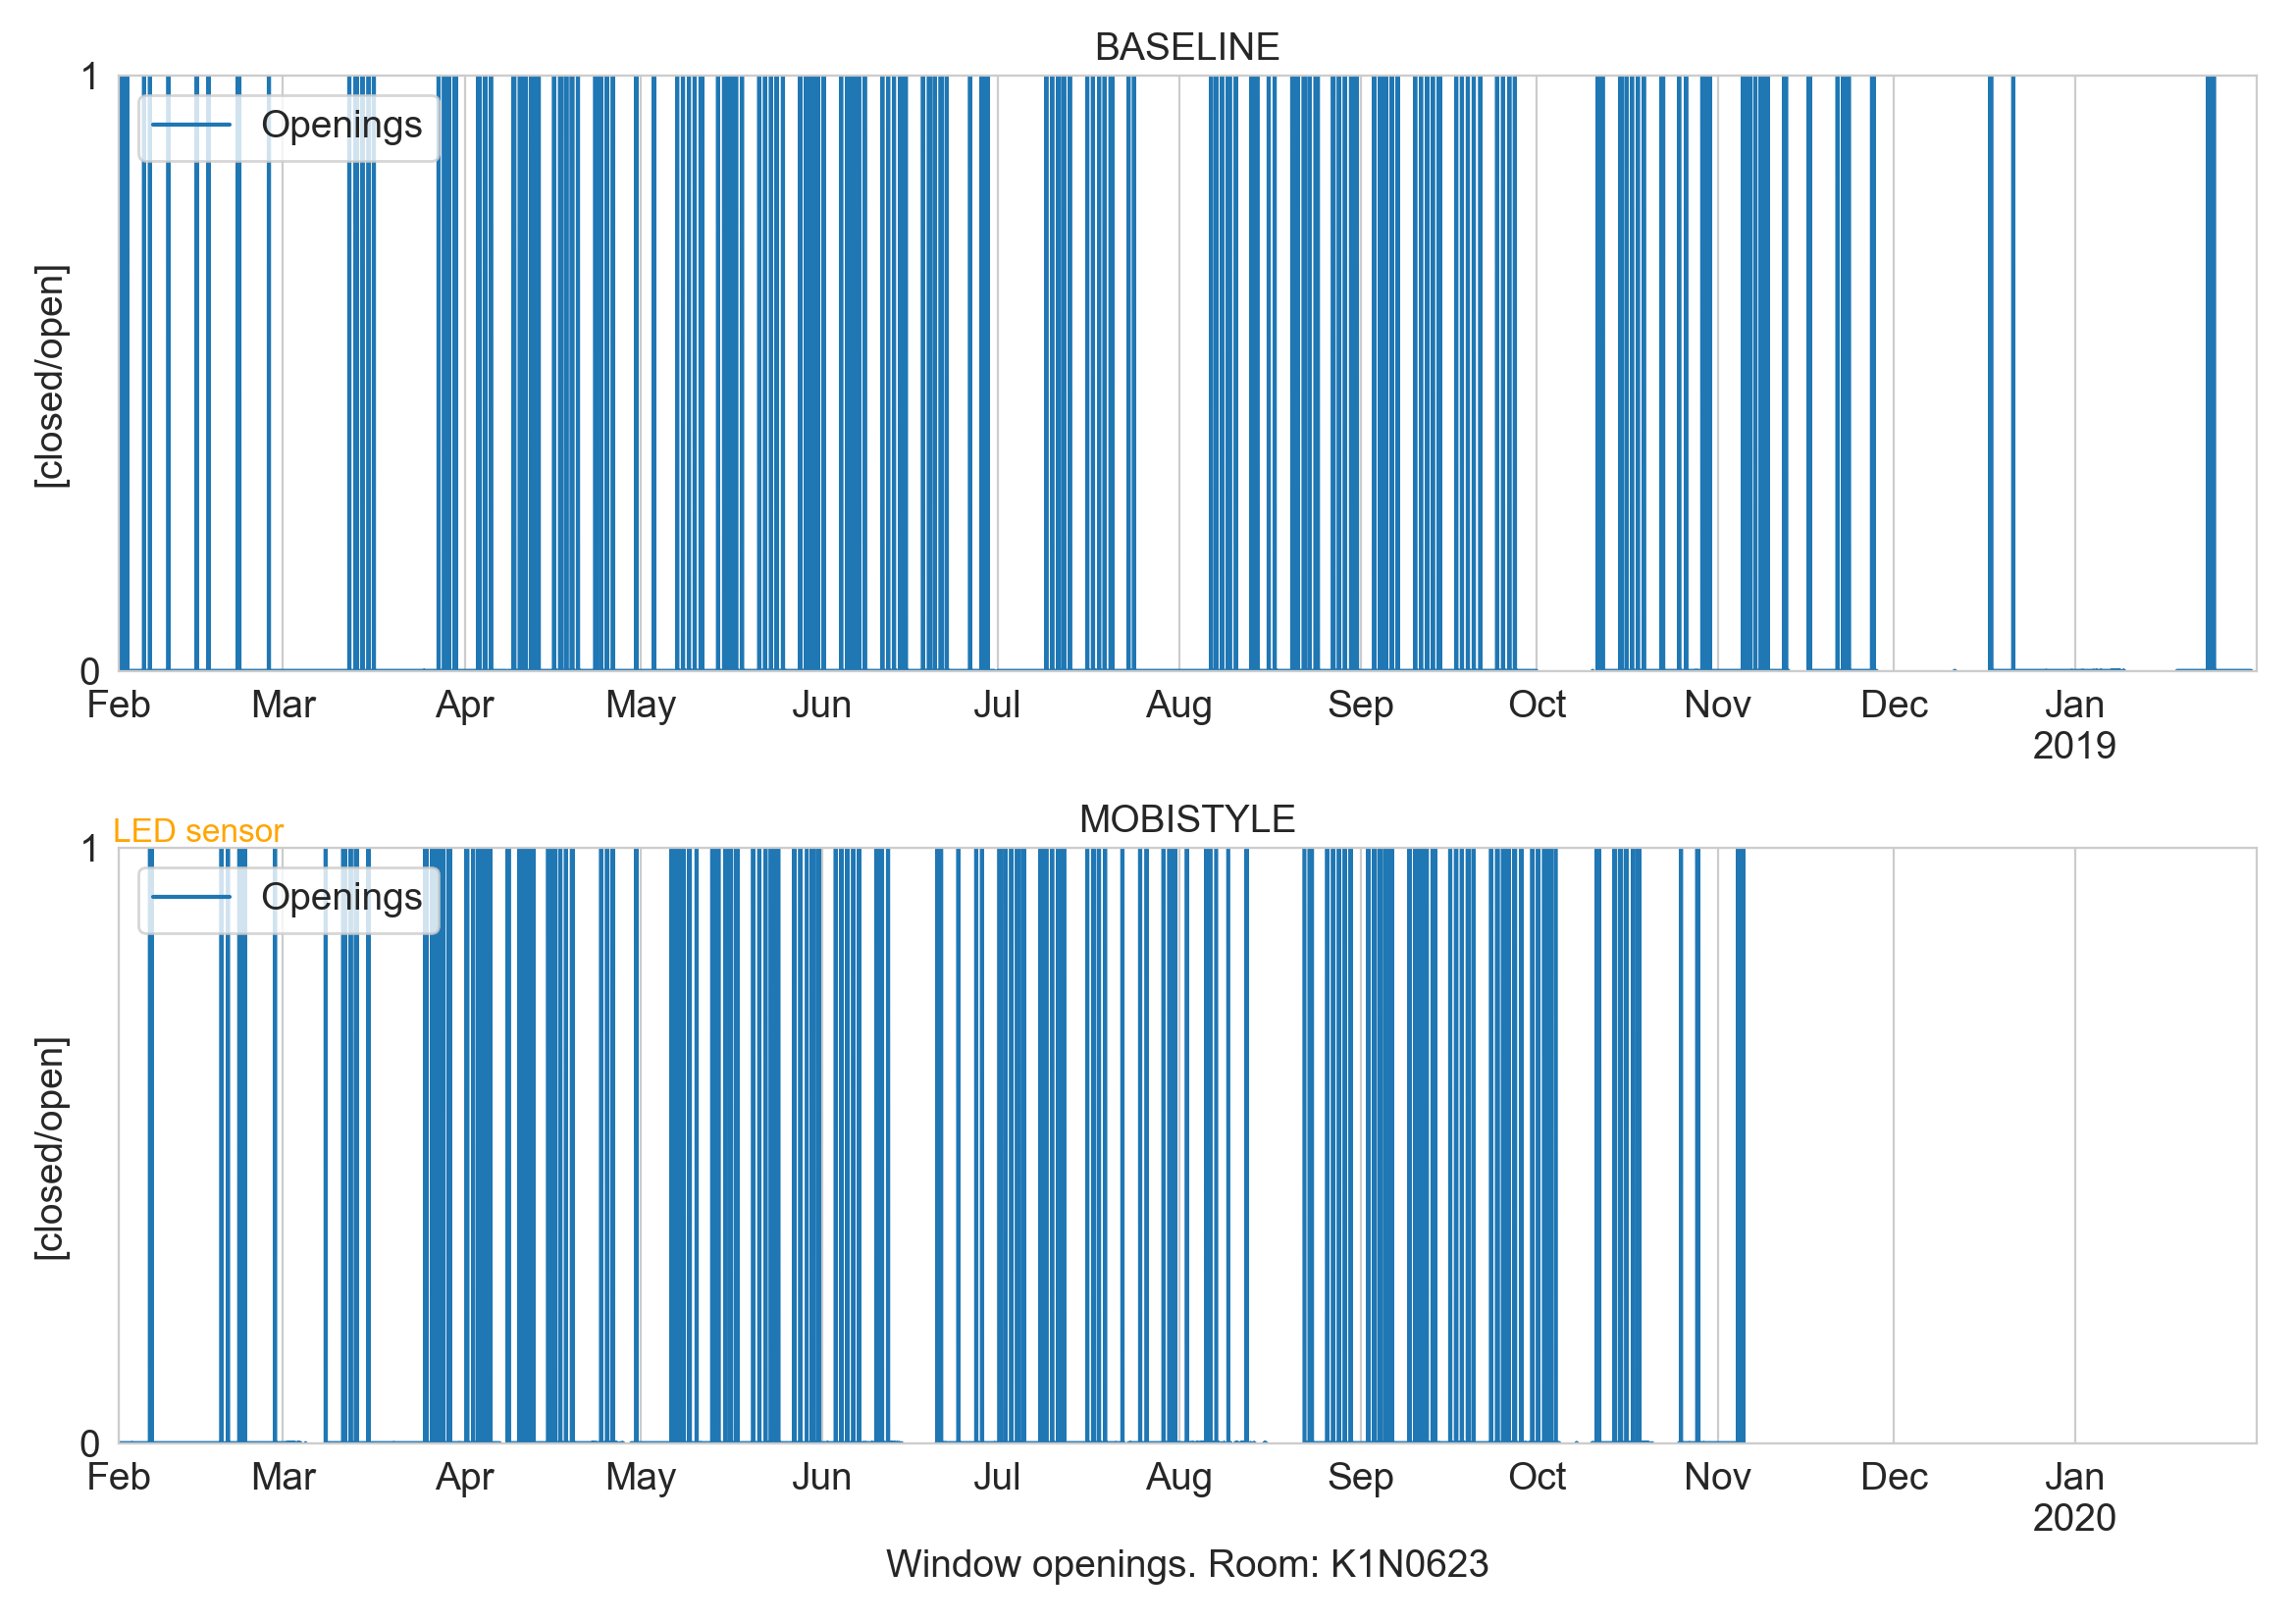 BASELINE
1
Openings
[closed/open]
0
Feb Mar Apr May Jun Jul Aug Sep Oct Nov Dec Jan
2019
MOBISTYLE
LED sensor
1
Openings
[closed/open]
0
Feb Mar Apr May Jun Jul Aug Sep Oct Nov Dec Jan
2020
Window openings. Room: K1N0623